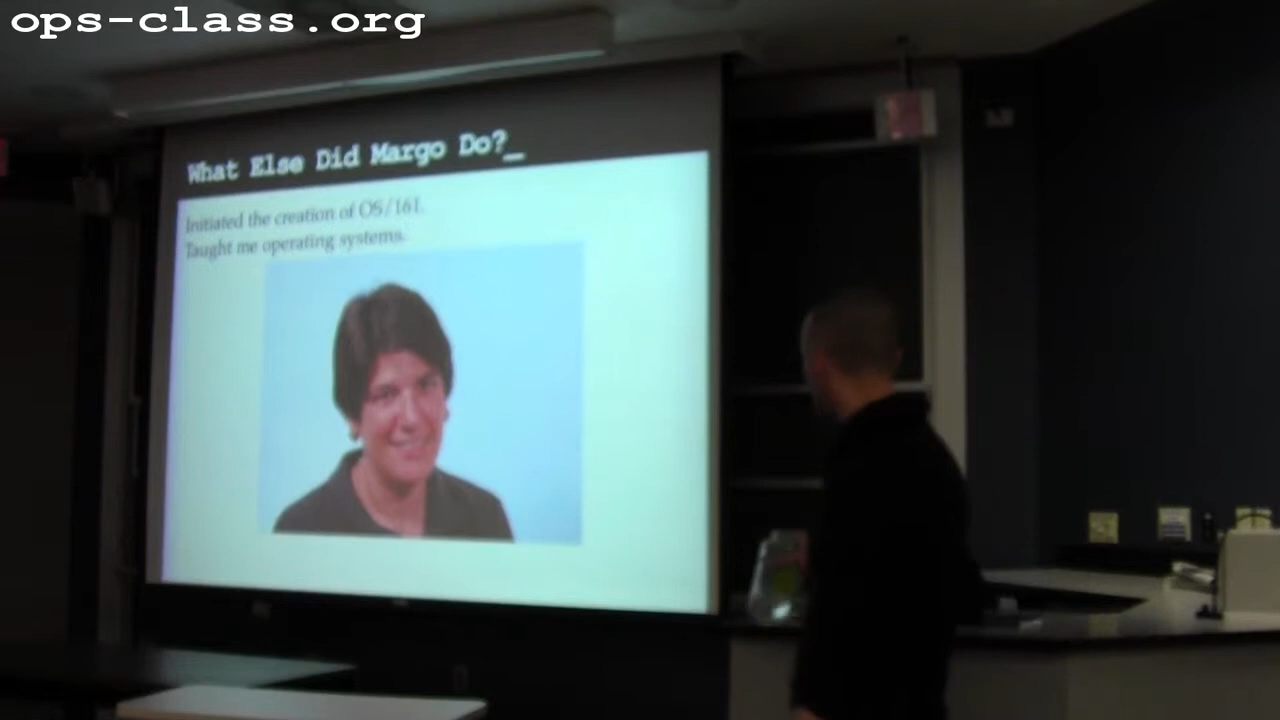 ops-class.org
What Else Did Margo Do?_
Initiated the creation of OS/161.
Taught me operating systems.